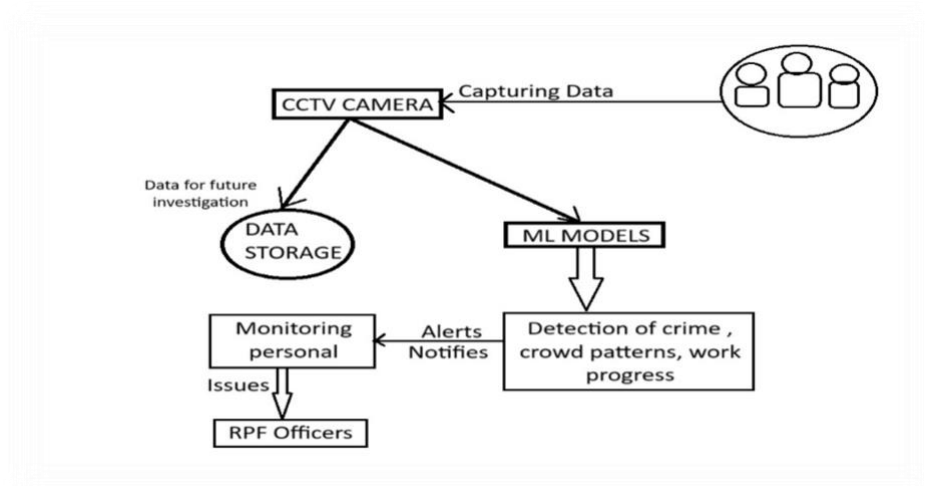 Capturing Data
CCTV CAMERA
Data for future
investigation
DATA
STORAGE
ML MODELS
Detection of crime ,
crowd patterns, work
progress
Alerts
Notifies
Monitoring
personal
Issues
RPF Officers